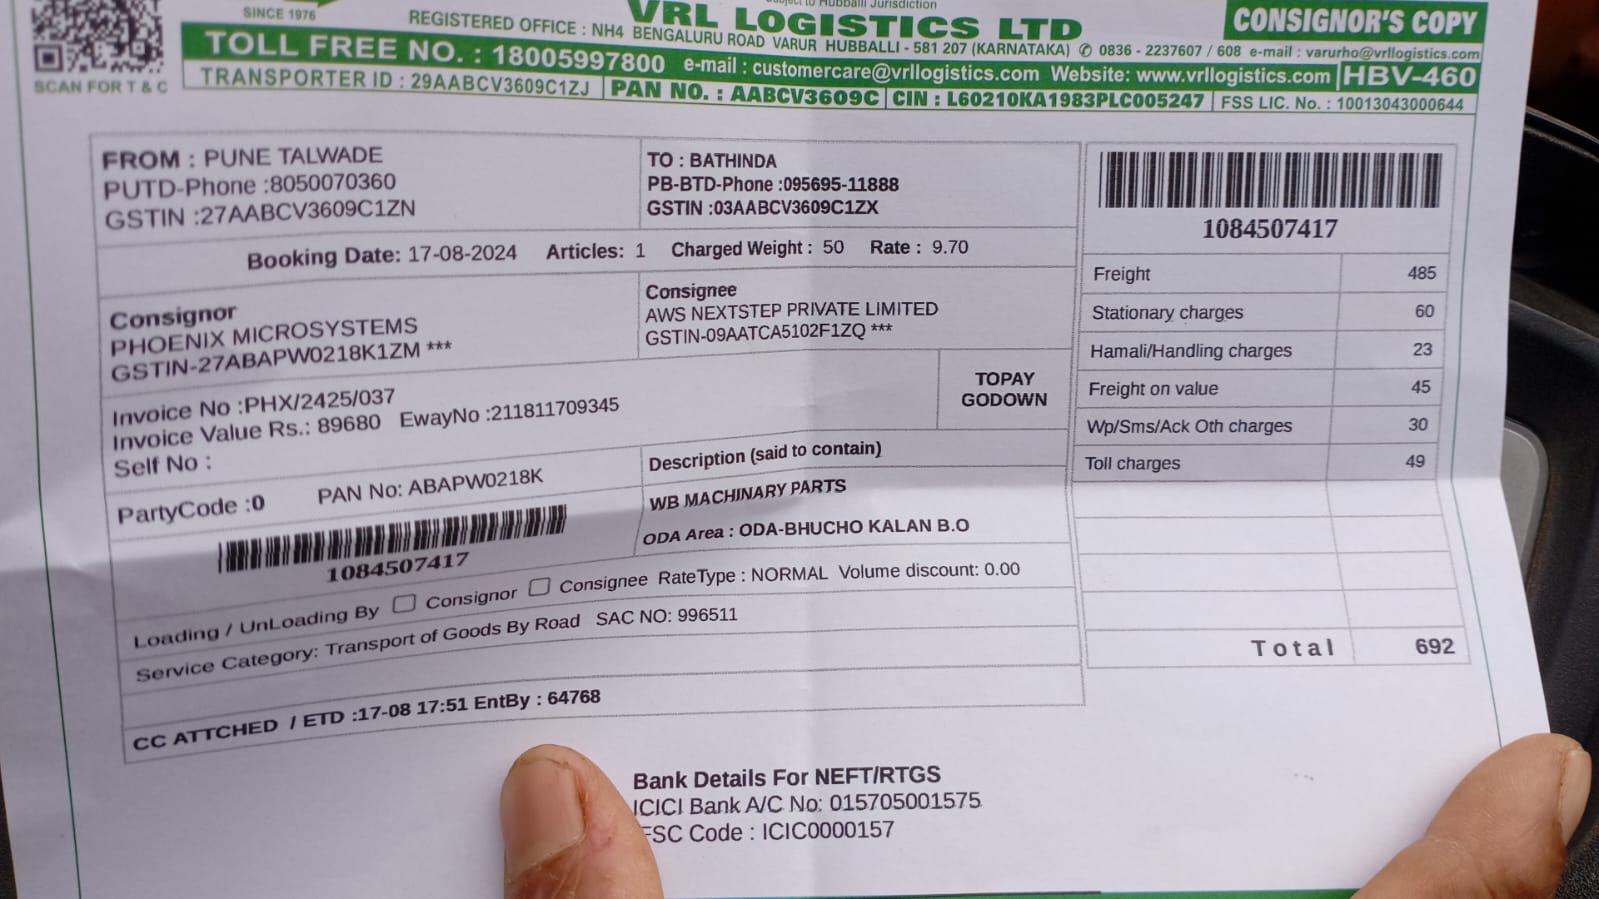 SINCE 1976
SCAN FOR T & C
Subject to Hubballi Jurisdiction
VRL LOGISTICS LTD
CONSIGNOR'S COPY
REGISTERED OFFICE : NH4 BENGALURU ROAD VARUR HUBBALLI - 581 207 (KARNATAKA) ✆ 0836 - 2237607 / 608 e-mail : varurho@vrllogistics.com
TOLL FREE NO. : 18005997800 e-mail : customercare@vrllogistics.com Website: www.vrllogistics.com HBV-460
TRANSPORTER ID : 29AABCV3609C1ZJ PAN NO. : AABCV3609C CIN : L60210KA1983PLC005247 FSS LIC. No. : 10013043000644
FROM : PUNE TALWADE
PUTD-Phone :8050070360
GSTIN :27AABCV3609C1ZN
TO : BATHINDA
PB-BTD-Phone :095695-11888
GSTIN :03AABCV3609C1ZX
1084507417
Booking Date: 17-08-2024 Articles: 1 Charged Weight : 50 Rate : 9.70
Consignor
PHOENIX MICROSYSTEMS
GSTIN-27ABAPW0218K1ZM ***
Consignee
AWS NEXTSTEP PRIVATE LIMITED
GSTIN-09AATCA5102F1ZQ ***
Invoice No :PHX/2425/037
Invoice Value Rs.: 89680 EwayNo :211811709345
Self No :
TOPAY
GODOWN
PartyCode :0 PAN No: ABAPW0218K
1084507417
Description (said to contain)
WB MACHINARY PARTS
ODA Area : ODA-BHUCHO KALAN B.O
Loading / UnLoading By Consignor Consignee RateType : NORMAL Volume discount: 0.00
Service Category: Transport of Goods By Road SAC NO: 996511
CC ATTCHED / ETD :17-08 17:51 EntBy : 64768
Freight 485
Stationary charges 60
Hamali/Handling charges 23
Freight on value 45
Wp/Sms/Ack Oth charges 30
Toll charges 49
Total 692
Bank Details For NEFT/RTGS
ICICI Bank A/C No: 015705001575
FSC Code : ICIC0000157